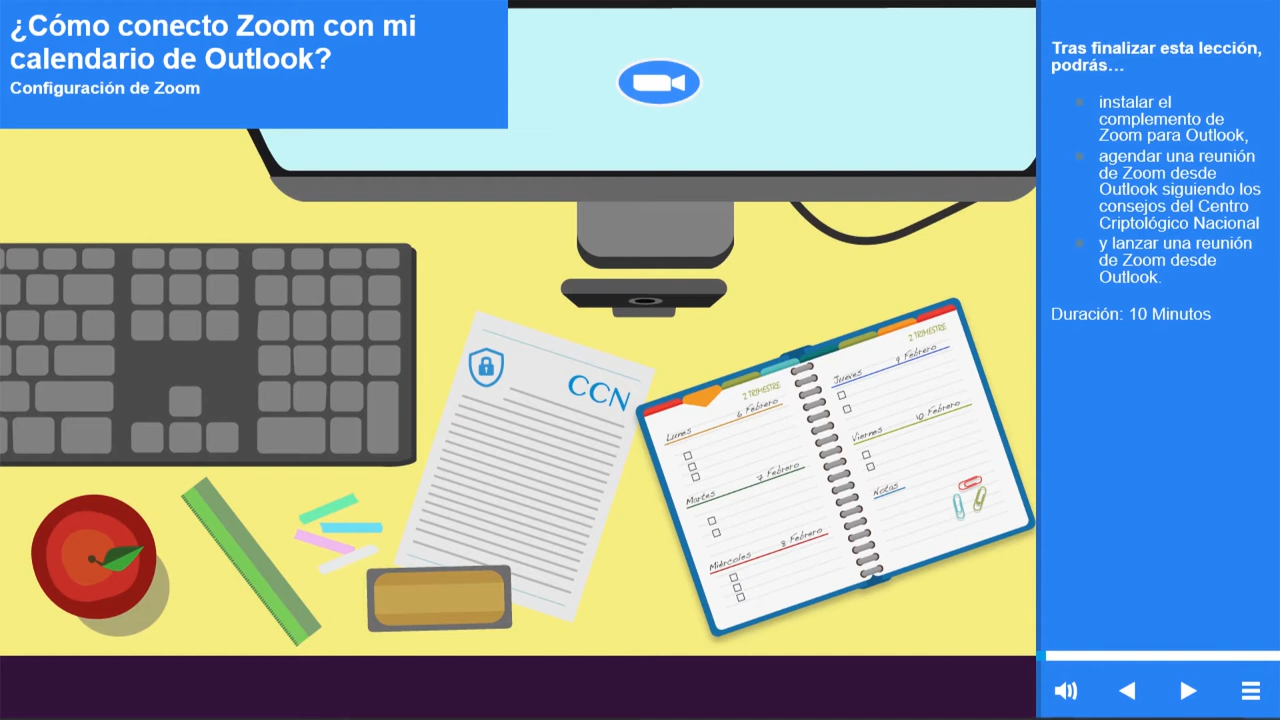 ¿Cómo conecto Zoom con mi
calendario de Outlook?
Configuración de Zoom
Tras finalizar esta lección,
podrás…
instalar el
complemento de
Zoom para Outlook,
agendar una reunión
de Zoom desde
Outlook siguiendo los
consejos del Centro
Criptológico Nacional
y lanzar una reunión
de Zoom desde
Outlook.
Duración: 10 Minutos
CCN
2 TRIMESTRE
Lunes 6 Febrero
Martes 7 Febrero
Miércoles 8 Febrero
2 TRIMESTRE
Jueves 9 Febrero
Viernes 10 Febrero
Notas